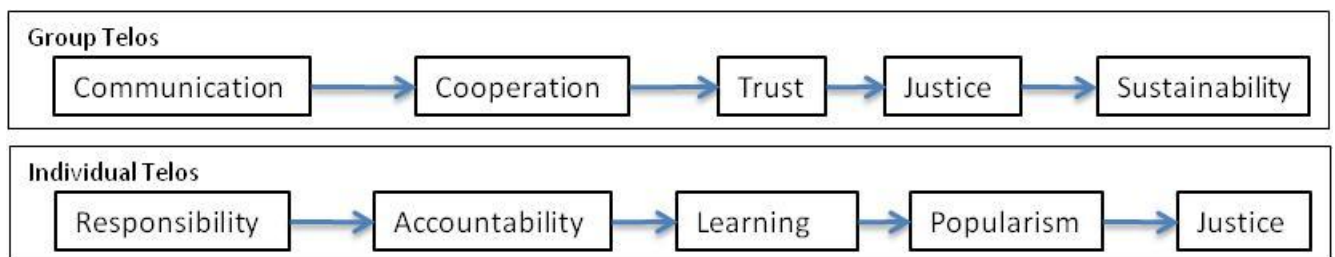 Group Telos
Communication Cooperation Trust Justice Sustainability
Individual Telos
Responsibility Accountability Learning Popularism Justice